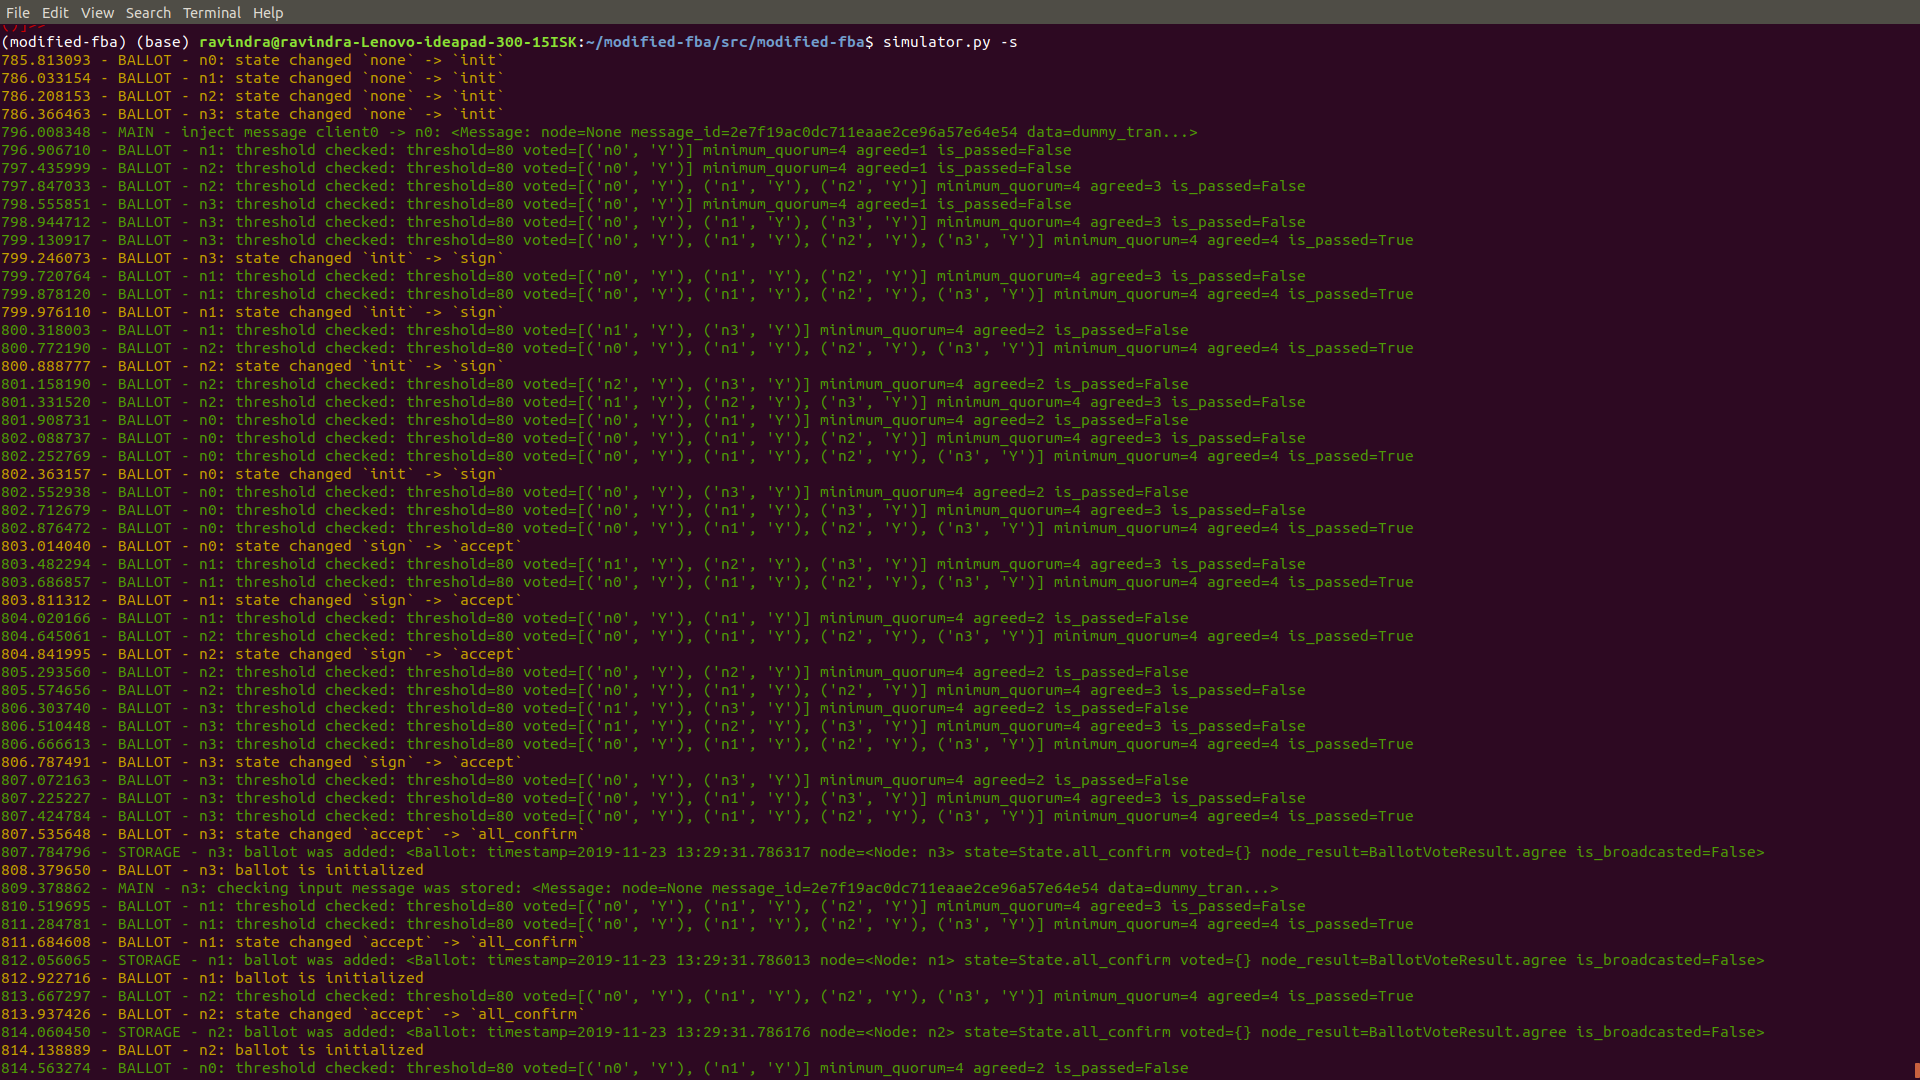 File Edit View Search Terminal Help
(modified-fba) (base) ravindra@ravindra-Lenovo-ideapad-300-15ISK:~/modified-fba/src/modified-fba$ simulator.py -s
785.813093 - BALLOT - n0: state changed `none` -> `init`
786.033154 - BALLOT - n1: state changed `none` -> `init`
786.208153 - BALLOT - n2: state changed `none` -> `init`
786.366463 - BALLOT - n3: state changed `none` -> `init`
796.008348 - MAIN - inject message client0 -> n0: <Message: node=None message_id=2e7f19ac0dc711eaae2ce96a57e64e54 data=dummy_tran...>
796.906710 - BALLOT - n1: threshold checked: threshold=80 voted=[('n0', 'Y')] minimum_quorum=4 agreed=1 is_passed=False
797.435999 - BALLOT - n2: threshold checked: threshold=80 voted=[('n0', 'Y')] minimum_quorum=4 agreed=1 is_passed=False
797.847033 - BALLOT - n2: threshold checked: threshold=80 voted=[('n0', 'Y'), ('n1', 'Y'), ('n2', 'Y')] minimum_quorum=4 agreed=3 is_passed=False
798.555851 - BALLOT - n3: threshold checked: threshold=80 voted=[('n0', 'Y')] minimum_quorum=4 agreed=1 is_passed=False
798.944712 - BALLOT - n3: threshold checked: threshold=80 voted=[('n0', 'Y'), ('n1', 'Y'), ('n3', 'Y')] minimum_quorum=4 agreed=3 is_passed=False
799.130917 - BALLOT - n3: threshold checked: threshold=80 voted=[('n0', 'Y'), ('n1', 'Y'), ('n2', 'Y'), ('n3', 'Y')] minimum_quorum=4 agreed=4 is_passed=True
799.246073 - BALLOT - n3: state changed `init` -> `sign`
799.720764 - BALLOT - n1: threshold checked: threshold=80 voted=[('n0', 'Y'), ('n1', 'Y'), ('n2', 'Y')] minimum_quorum=4 agreed=3 is_passed=False
799.878120 - BALLOT - n1: threshold checked: threshold=80 voted=[('n0', 'Y'), ('n1', 'Y'), ('n2', 'Y'), ('n3', 'Y')] minimum_quorum=4 agreed=4 is_passed=True
799.976110 - BALLOT - n1: state changed `init` -> `sign`
800.318003 - BALLOT - n1: threshold checked: threshold=80 voted=[('n1', 'Y'), ('n3', 'Y')] minimum_quorum=4 agreed=2 is_passed=False
800.772190 - BALLOT - n2: threshold checked: threshold=80 voted=[('n0', 'Y'), ('n1', 'Y'), ('n2', 'Y'), ('n3', 'Y')] minimum_quorum=4 agreed=4 is_passed=True
800.888777 - BALLOT - n2: state changed `init` -> `sign`
801.158190 - BALLOT - n2: threshold checked: threshold=80 voted=[('n2', 'Y'), ('n3', 'Y')] minimum_quorum=4 agreed=2 is_passed=False
801.331520 - BALLOT - n2: threshold checked: threshold=80 voted=[('n1', 'Y'), ('n2', 'Y'), ('n3', 'Y')] minimum_quorum=4 agreed=3 is_passed=False
801.908731 - BALLOT - n0: threshold checked: threshold=80 voted=[('n0', 'Y'), ('n1', 'Y')] minimum_quorum=4 agreed=2 is_passed=False
802.088737 - BALLOT - n0: threshold checked: threshold=80 voted=[('n0', 'Y'), ('n1', 'Y'), ('n2', 'Y')] minimum_quorum=4 agreed=3 is_passed=False
802.252769 - BALLOT - n0: threshold checked: threshold=80 voted=[('n0', 'Y'), ('n1', 'Y'), ('n2', 'Y'), ('n3', 'Y')] minimum_quorum=4 agreed=4 is_passed=True
802.363157 - BALLOT - n0: state changed `init` -> `sign`
802.552938 - BALLOT - n0: threshold checked: threshold=80 voted=[('n0', 'Y'), ('n3', 'Y')] minimum_quorum=4 agreed=2 is_passed=False
802.712679 - BALLOT - n0: threshold checked: threshold=80 voted=[('n0', 'Y'), ('n1', 'Y'), ('n3', 'Y')] minimum_quorum=4 agreed=3 is_passed=False
802.876472 - BALLOT - n0: threshold checked: threshold=80 voted=[('n0', 'Y'), ('n1', 'Y'), ('n2', 'Y'), ('n3', 'Y')] minimum_quorum=4 agreed=4 is_passed=True
803.014040 - BALLOT - n0: state changed `sign` -> `accept`
803.482294 - BALLOT - n1: threshold checked: threshold=80 voted=[('n1', 'Y'), ('n2', 'Y'), ('n3', 'Y')] minimum_quorum=4 agreed=3 is_passed=False
803.686857 - BALLOT - n1: threshold checked: threshold=80 voted=[('n0', 'Y'), ('n1', 'Y'), ('n2', 'Y'), ('n3', 'Y')] minimum_quorum=4 agreed=4 is_passed=True
803.811312 - BALLOT - n1: state changed `sign` -> `accept`
804.020166 - BALLOT - n1: threshold checked: threshold=80 voted=[('n0', 'Y'), ('n1', 'Y')] minimum_quorum=4 agreed=2 is_passed=False
804.645061 - BALLOT - n2: threshold checked: threshold=80 voted=[('n0', 'Y'), ('n1', 'Y'), ('n2', 'Y'), ('n3', 'Y')] minimum_quorum=4 agreed=4 is_passed=True
804.841995 - BALLOT - n2: state changed `sign` -> `accept`
805.293560 - BALLOT - n2: threshold checked: threshold=80 voted=[('n0', 'Y'), ('n2', 'Y')] minimum_quorum=4 agreed=2 is_passed=False
805.574656 - BALLOT - n2: threshold checked: threshold=80 voted=[('n0', 'Y'), ('n1', 'Y'), ('n2', 'Y')] minimum_quorum=4 agreed=3 is_passed=False
806.303740 - BALLOT - n3: threshold checked: threshold=80 voted=[('n1', 'Y'), ('n3', 'Y')] minimum_quorum=4 agreed=2 is_passed=False
806.510448 - BALLOT - n3: threshold checked: threshold=80 voted=[('n1', 'Y'), ('n2', 'Y'), ('n3', 'Y')] minimum_quorum=4 agreed=3 is_passed=False
806.666613 - BALLOT - n3: threshold checked: threshold=80 voted=[('n0', 'Y'), ('n1', 'Y'), ('n2', 'Y'), ('n3', 'Y')] minimum_quorum=4 agreed=4 is_passed=True
806.787491 - BALLOT - n3: state changed `sign` -> `accept`
807.072163 - BALLOT - n3: threshold checked: threshold=80 voted=[('n0', 'Y'), ('n3', 'Y')] minimum_quorum=4 agreed=2 is_passed=False
807.225227 - BALLOT - n3: threshold checked: threshold=80 voted=[('n0', 'Y'), ('n1', 'Y'), ('n3', 'Y')] minimum_quorum=4 agreed=3 is_passed=False
807.424784 - BALLOT - n3: threshold checked: threshold=80 voted=[('n0', 'Y'), ('n1', 'Y'), ('n2', 'Y'), ('n3', 'Y')] minimum_quorum=4 agreed=4 is_passed=True
807.535648 - BALLOT - n3: state changed `accept` -> `all_confirm`
807.784796 - STORAGE - n3: ballot was added: <Ballot: timestamp=2019-11-23 13:29:31.786317 node=<Node: n3> state=State.all_confirm voted={} node_result=BallotVoteResult.agree is_broadcasted=False>
808.379650 - BALLOT - n3: ballot is initialized
809.378862 - MAIN - n3: checking input message was stored: <Message: node=None message_id=2e7f19ac0dc711eaae2ce96a57e64e54 data=dummy_tran...>
810.519695 - BALLOT - n1: threshold checked: threshold=80 voted=[('n0', 'Y'), ('n1', 'Y'), ('n2', 'Y')] minimum_quorum=4 agreed=3 is_passed=False
811.284781 - BALLOT - n1: threshold checked: threshold=80 voted=[('n0', 'Y'), ('n1', 'Y'), ('n2', 'Y'), ('n3', 'Y')] minimum_quorum=4 agreed=4 is_passed=True
811.684608 - BALLOT - n1: state changed `accept` -> `all_confirm`
812.056065 - STORAGE - n1: ballot was added: <Ballot: timestamp=2019-11-23 13:29:31.786013 node=<Node: n1> state=State.all_confirm voted={} node_result=BallotVoteResult.agree is_broadcasted=False>
812.922716 - BALLOT - n1: ballot is initialized
813.667297 - BALLOT - n2: threshold checked: threshold=80 voted=[('n0', 'Y'), ('n1', 'Y'), ('n2', 'Y'), ('n3', 'Y')] minimum_quorum=4 agreed=4 is_passed=True
813.937426 - BALLOT - n2: state changed `accept` -> `all_confirm`
814.060450 - STORAGE - n2: ballot was added: <Ballot: timestamp=2019-11-23 13:29:31.786176 node=<Node: n2> state=State.all_confirm voted={} node_result=BallotVoteResult.agree is_broadcasted=False>
814.138889 - BALLOT - n2: ballot is initialized
814.563274 - BALLOT - n0: threshold checked: threshold=80 voted=[('n0', 'Y'), ('n1', 'Y')] minimum_quorum=4 agreed=2 is_passed=False